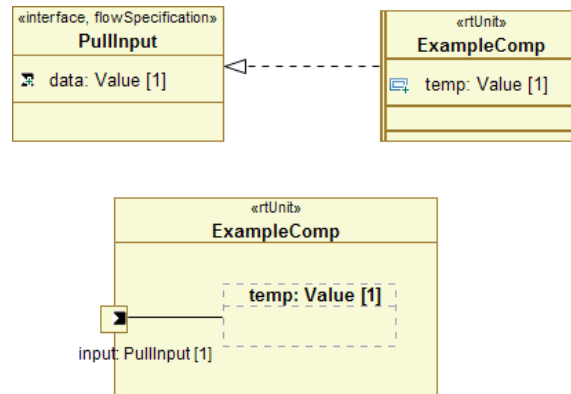 «interface, flowSpecification»
PullInput
data: Value [1]
«rtUnit»
ExampleComp
temp: Value [1]
«rtUnit»
ExampleComp
temp: Value [1]
input: PullInput [1]